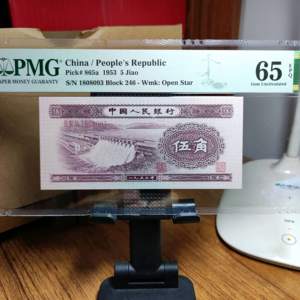 PMG
PAPER MONEY GUARANTY
China / People's Republic
Pick# 865a 1953 5 Jiao
S/N 1808093 Block 246 - Wmk: Open Star
65 EPQ
Gem Uncirculated
中国人民银行
伍角